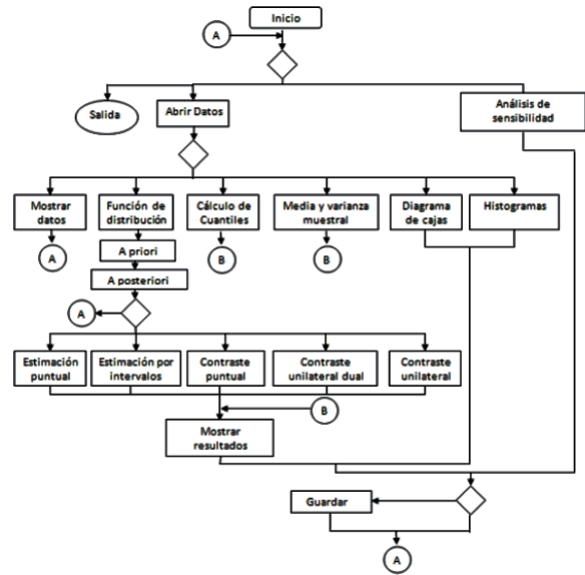 Inicio
A
Salida
Abrir Datos
Análisis de
sensibilidad
Mostrar
datos
Función de
distribución
Cálculo de
Cuantiles
Media y varianza
muestral
Diagrama
de cajas
Histogramas
A
A priori
B
B
A posteriori
A
Estimación
puntual
Estimación por
intervalos
Contraste
puntual
Contraste
unilateral dual
Contraste
unilateral
B
Mostrar
resultados
Guardar
A